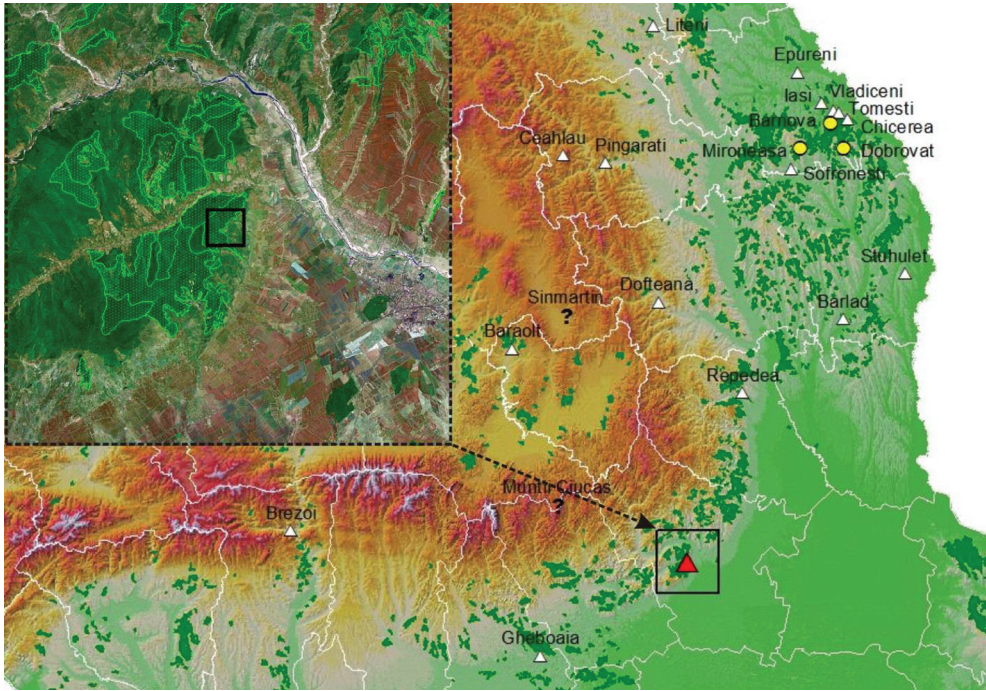 Liteni
Epureni
Vladiceni
Iasi
Tomesti
Barnova
Chicerea
Ceahlau
Pingarati
Mironeasa
Dobrovat
Sofronesti
Stuhulet
Dofteana,
Sinmartin
?
Barlad
Baraolt
Repedea
Muntii Ciucas
?
Brezoi
Gheboaia